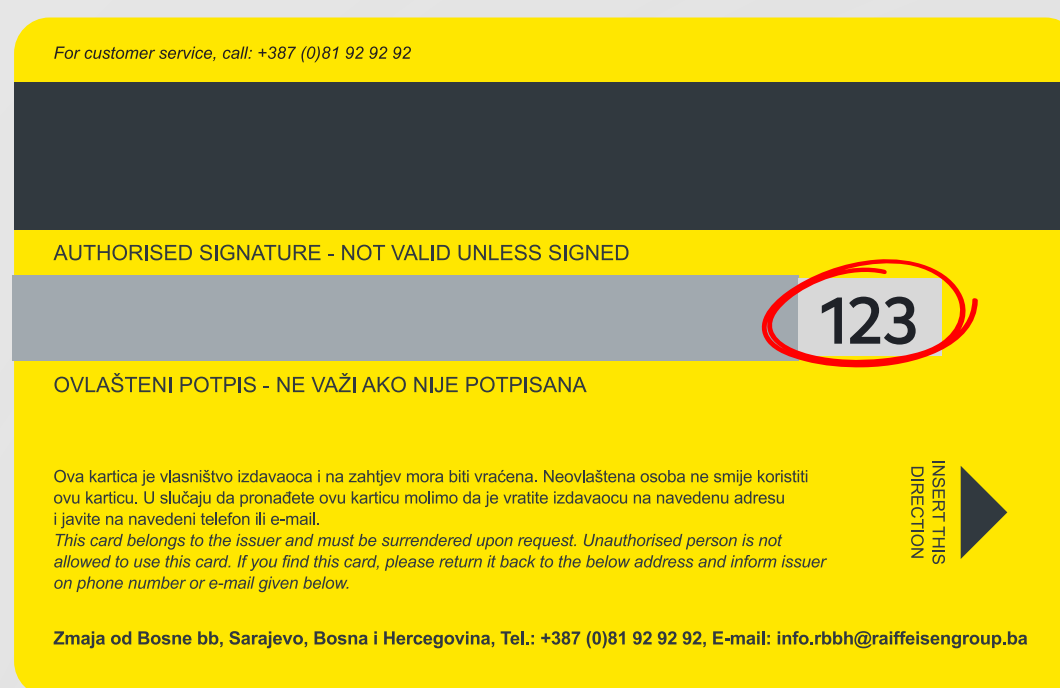 For customer service, call: +387 (0)81 92 92 92
AUTHORISED SIGNATURE - NOT VALID UNLESS SIGNED
123
OVLAŠTENI POTPIS - NE VAŽI AKO NIJE POTPISANA
Ova kartica je vlasništvo izdavaoca i na zahtjev mora biti vraćena. Neovlaštena osoba ne smije koristiti
ovu karticu. U slučaju da pronađete ovu karticu molimo da je vratite izdavaocu na navedenu adresu
i javite na navedeni telefon ili e-mail.
This card belongs to the issuer and must be surrendered upon request. Unauthorised person is not
allowed to use this card. If you find this card, please return it back to the below address and inform issuer
on phone number or e-mail given below.
INSERT THIS
DIRECTION
Zmaja od Bosne bb, Sarajevo, Bosna i Hercegovina, Tel.: +387 (0)81 92 92 92, E-mail: info.rbbh@raiffeisengroup.ba